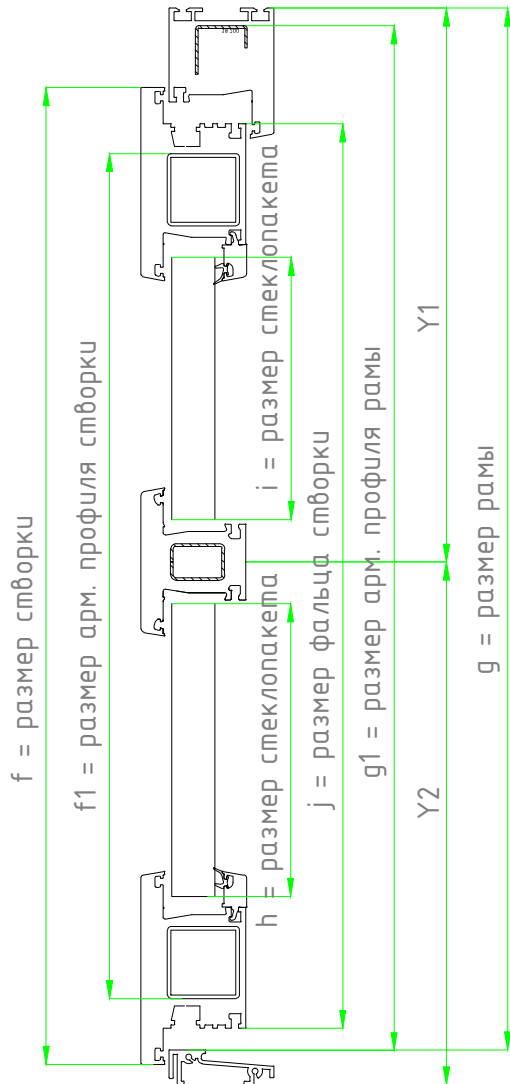 f = размер створки
f1 = размер арм. профиля створки
h = размер стеклопакета
i = размер стеклопакета
j = размер фальца створки
g1 = размер арм. профиля рамы
Y1
Y2
g = размер рамы